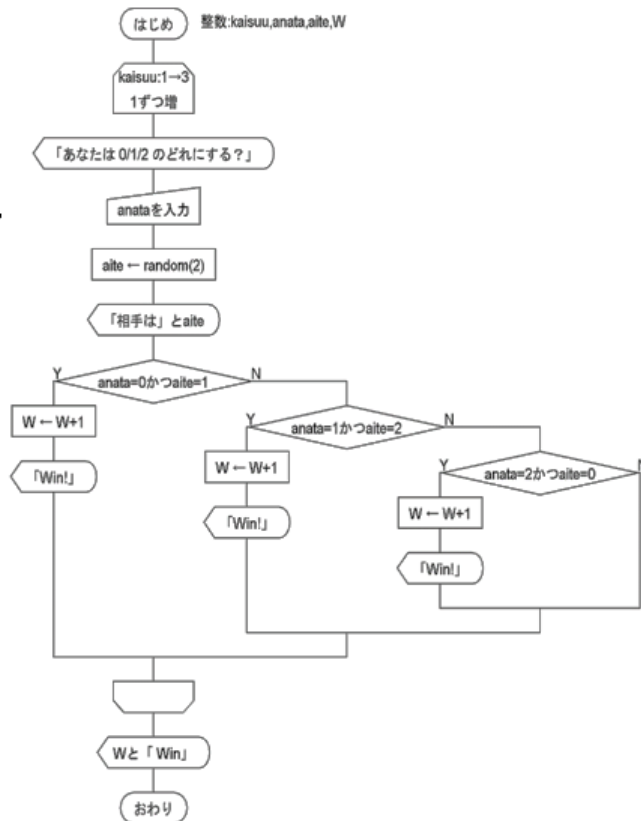 はじめ
整数:kaisuu,anata,aite,W
kaisuu:1→3
1ずつ増
「あなたは 0/1/2 のどれにする？」
anataを入力
aite ← random(2)
「相手は」とaite
Y
anata=0かつaite=1
N
W ← W+1
「Win!」
Y
anata=1かつaite=2
N
W ← W+1
「Win!」
Y
anata=2かつaite=0
N
W ← W+1
「Win!」
Wと「 Win」
おわり